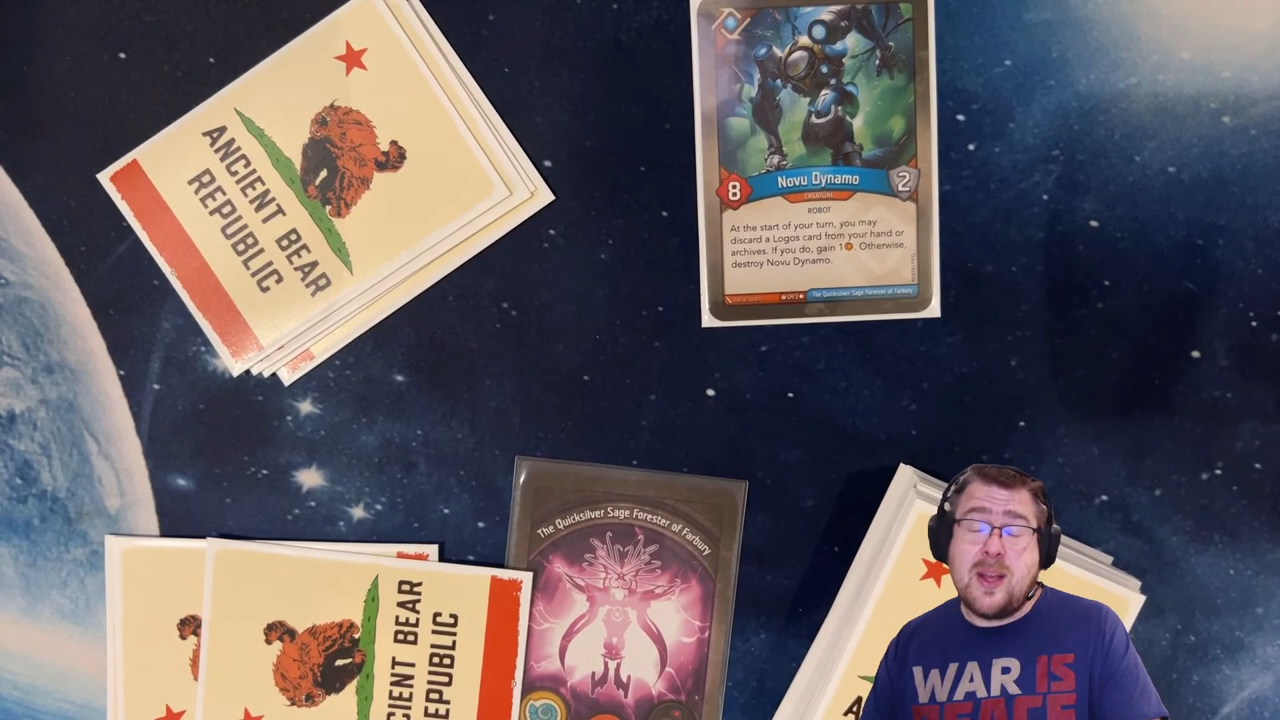 ANCIENT BEAR
REPUBLIC
8
Novu Dynamo
2
CREATURE
ROBOT
At the start of your turn, you may
discard a Logos card from your hand or
archives. If you do, gain 1. Otherwise,
destroy Novu Dynamo.
093
The Quicksilver Sage Forester of Farbury
The Quicksilver Sage Forester of Farbury
CIENT BEAR
EPUBLIC
A
WAR IS
PEACE